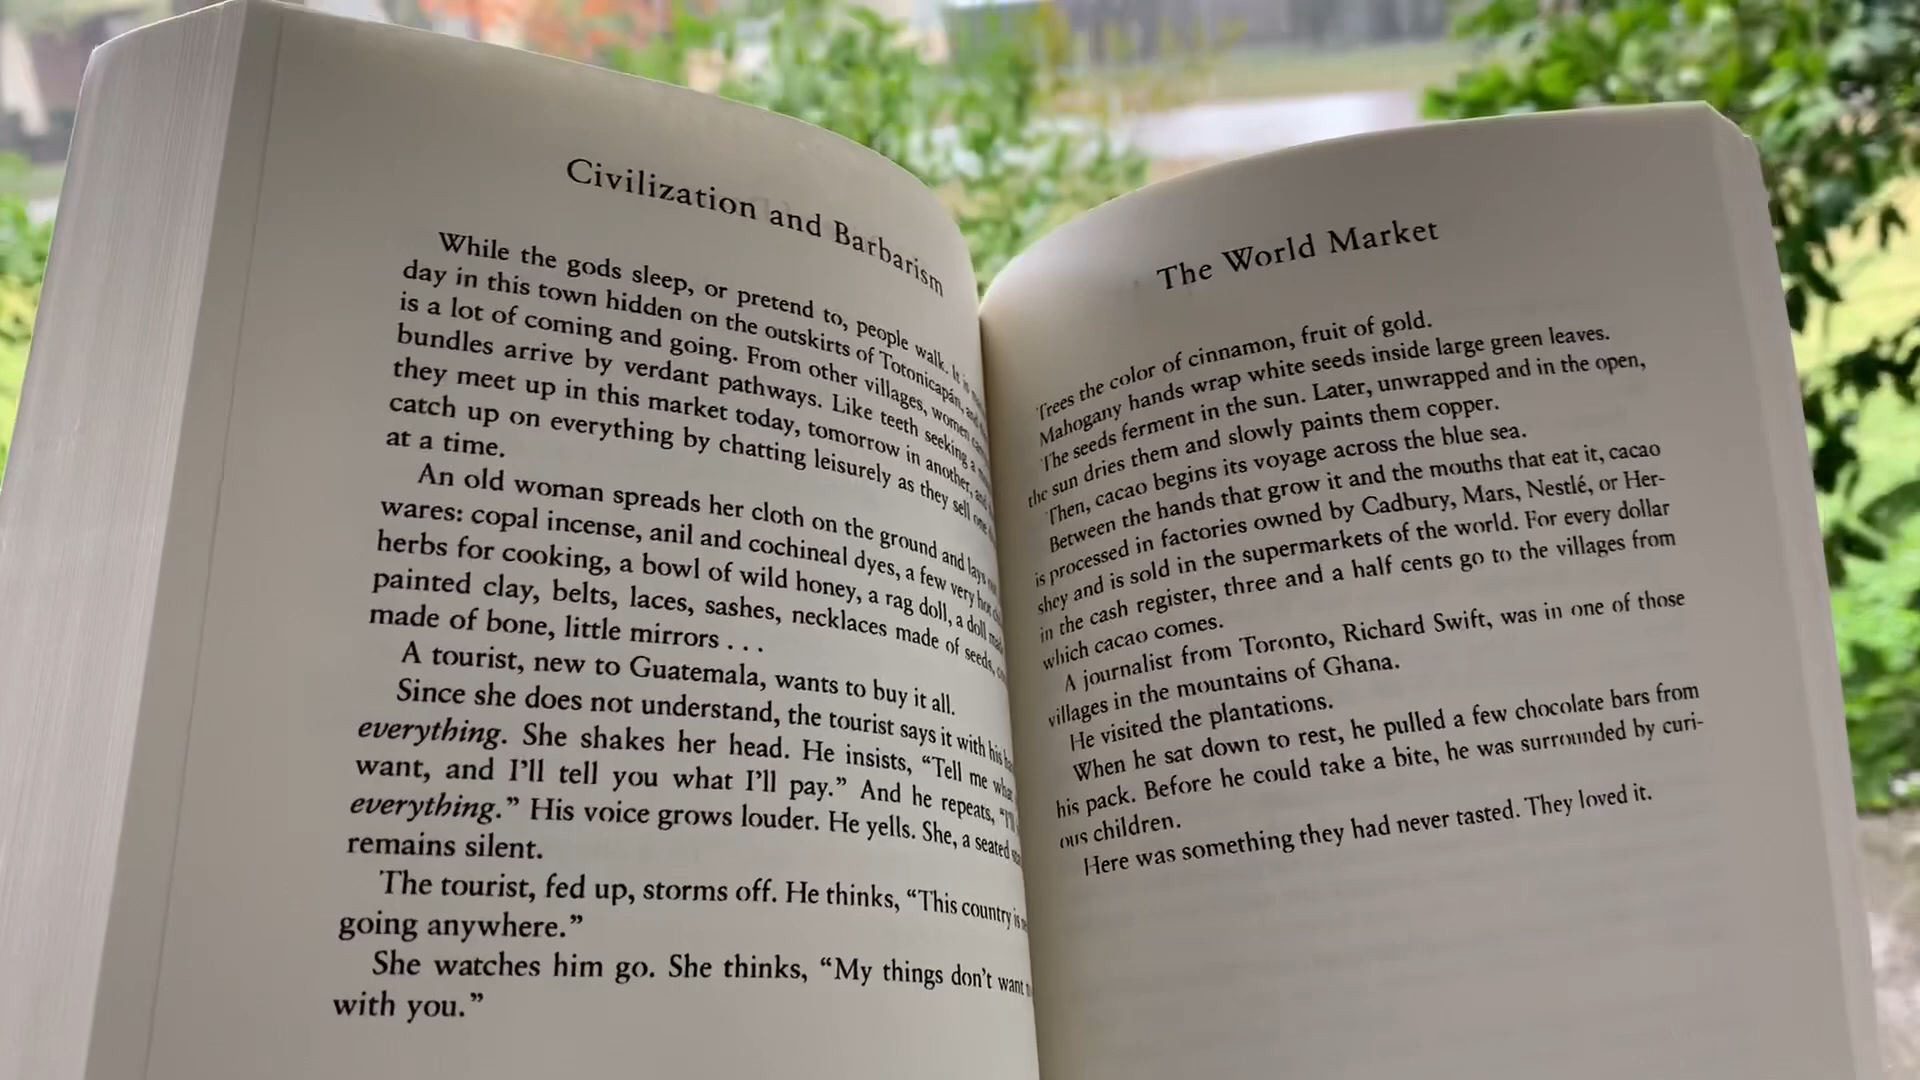 Civilization and Barbarism
While the gods sleep, or pretend to, people walk. It is
day in this town hidden on the outskirts of Totonicapán, and
is a lot of coming and going. From other villages, women
bundles arrive by verdant pathways. Like teeth seeking a
they meet up in this market today, tomorrow in another, and
catch up on everything by chatting leisurely as they sell one
at a time.
An old woman spreads her cloth on the ground and lays
wares: copal incense, anil and cochineal dyes, a few very hot
herbs for cooking, a bowl of wild honey, a rag doll, a doll
painted clay, belts, laces, sashes, necklaces made of seeds,
made of bone, little mirrors . . .
A tourist, new to Guatemala, wants to buy it all.
Since she does not understand, the tourist says it with his
everything. She shakes her head. He insists, “Tell me what
want, and I’ll tell you what I’ll pay.” And he repeats, “I’ll
everything.” His voice grows louder. He yells. She, a seated
remains silent.
The tourist, fed up, storms off. He thinks, “This country is
going anywhere.”
She watches him go. She thinks, “My things don’t want
with you.”
The World Market
Trees the color of cinnamon, fruit of gold.
Mahogany hands wrap white seeds inside large green leaves.
The seeds ferment in the sun. Later, unwrapped and in the open,
the sun dries them and slowly paints them copper.
Then, cacao begins its voyage across the blue sea.
Between the hands that grow it and the mouths that eat it, cacao
is processed in factories owned by Cadbury, Mars, Nestlé, or Her-
shey and is sold in the supermarkets of the world. For every dollar
in the cash register, three and a half cents go to the villages from
which cacao comes.
A journalist from Toronto, Richard Swift, was in one of those
villages in the mountains of Ghana.
He visited the plantations.
When he sat down to rest, he pulled a few chocolate bars from
his pack. Before he could take a bite, he was surrounded by curi-
ous children.
Here was something they had never tasted. They loved it.